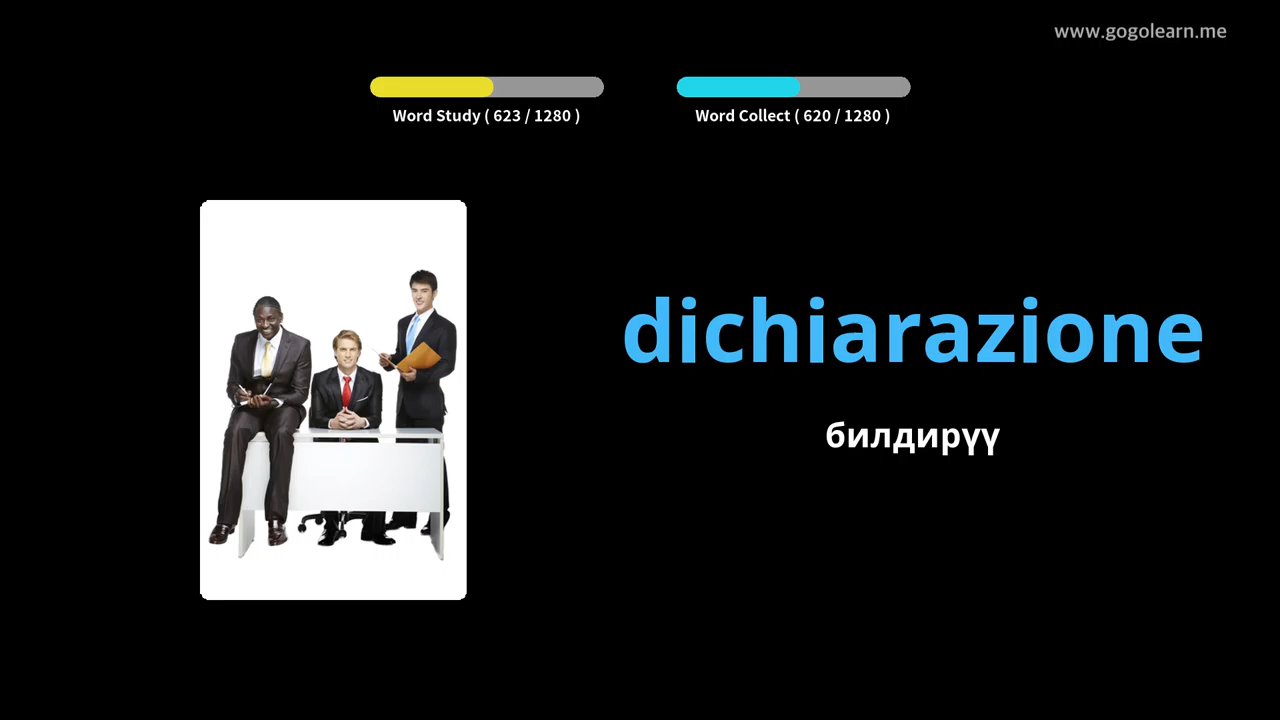 www.gogolearn.me
Word Study ( 623 / 1280 )
Word Collect ( 620 / 1280 )
dichiarazione
билдирүү